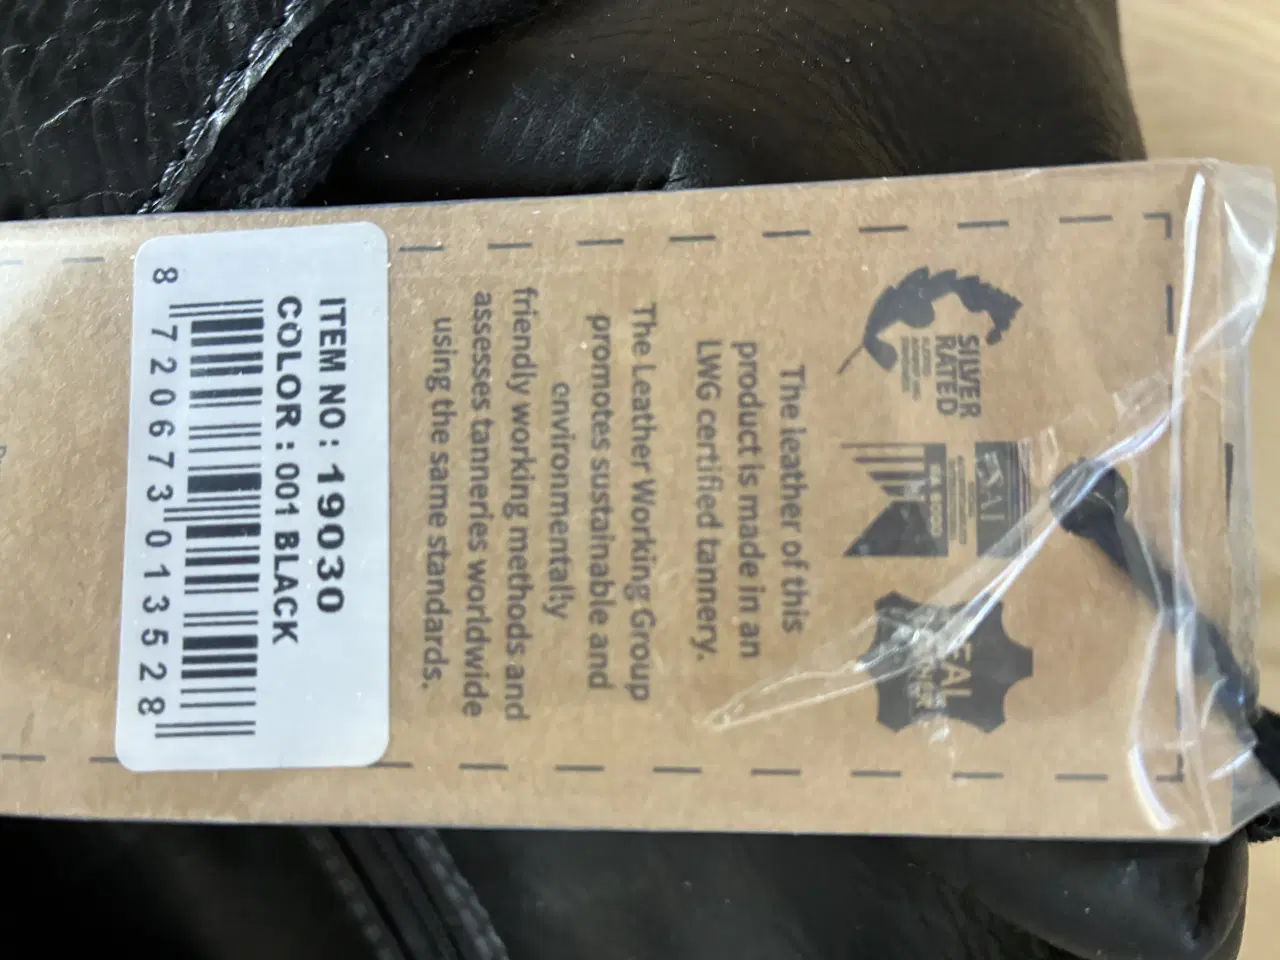 SILVER
RATED
REAL
The leather of this
product is made in an
LWG certified tannery.
The Leather Working Group
promotes sustainable and
environmentally
friendly working methods and
assesses tanneries worldwide
using the same standards.
ITEM NO : 19030
COLOR : 001 BLACK
8 720673 013528